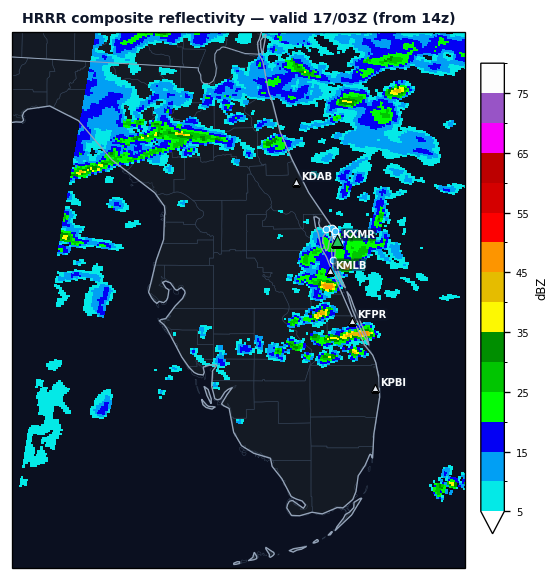 HRRR composite reflectivity — valid 17/03Z (from 14z)
75
65
KDAB
55
KXMR
45
KMLB
dBZ
KFPR
35
25
KPBI
15
5